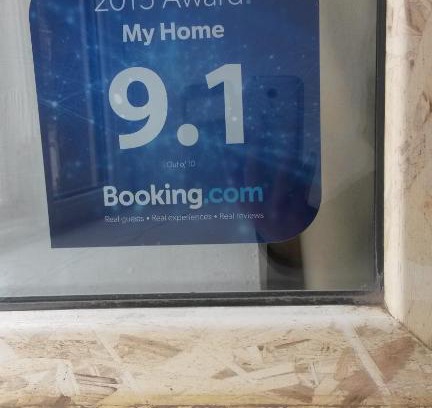 2015 Award.
My Home
9.1
Out of 10
Booking.com
Real guests • Real experiences • Real reviews